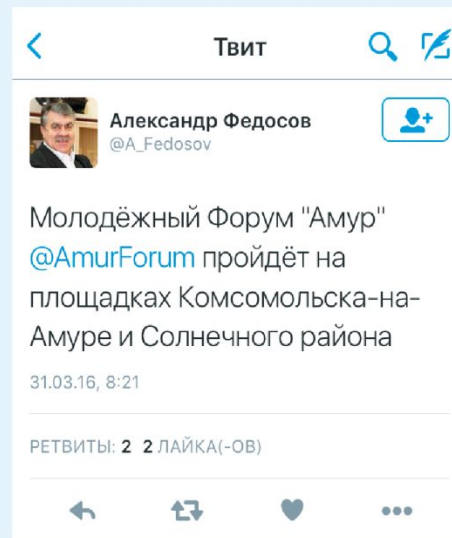 Твит
Александр Федосов
@A_Fedosov
Молодёжный Форум "Амур"
@AmurForum пройдёт на
площадках Комсомольска-на-
Амуре и Солнечного района
31.03.16, 8:21
РЕТВИТЫ: 2 2 ЛАЙКА(-ОВ)